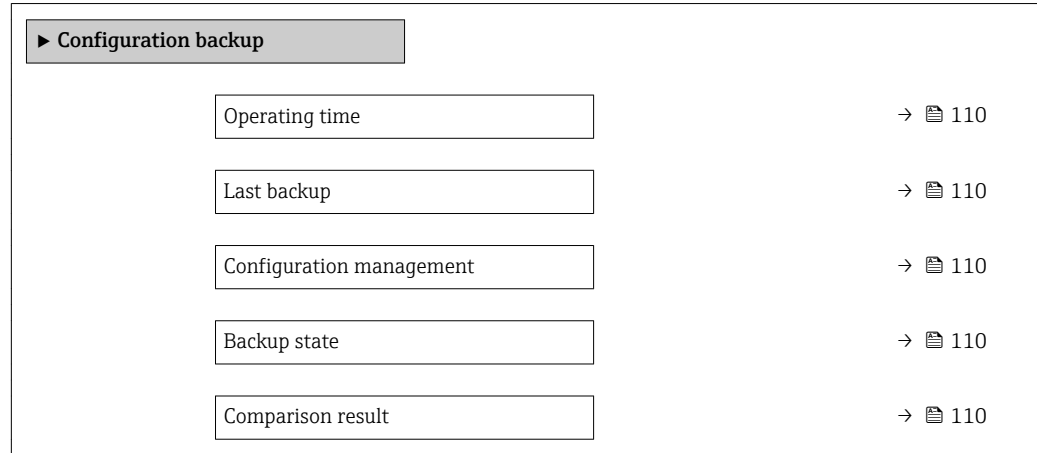 ► Configuration backup
Operating time → 🖹 110
Last backup → 🖹 110
Configuration management → 🖹 110
Backup state → 🖹 110
Comparison result → 🖹 110